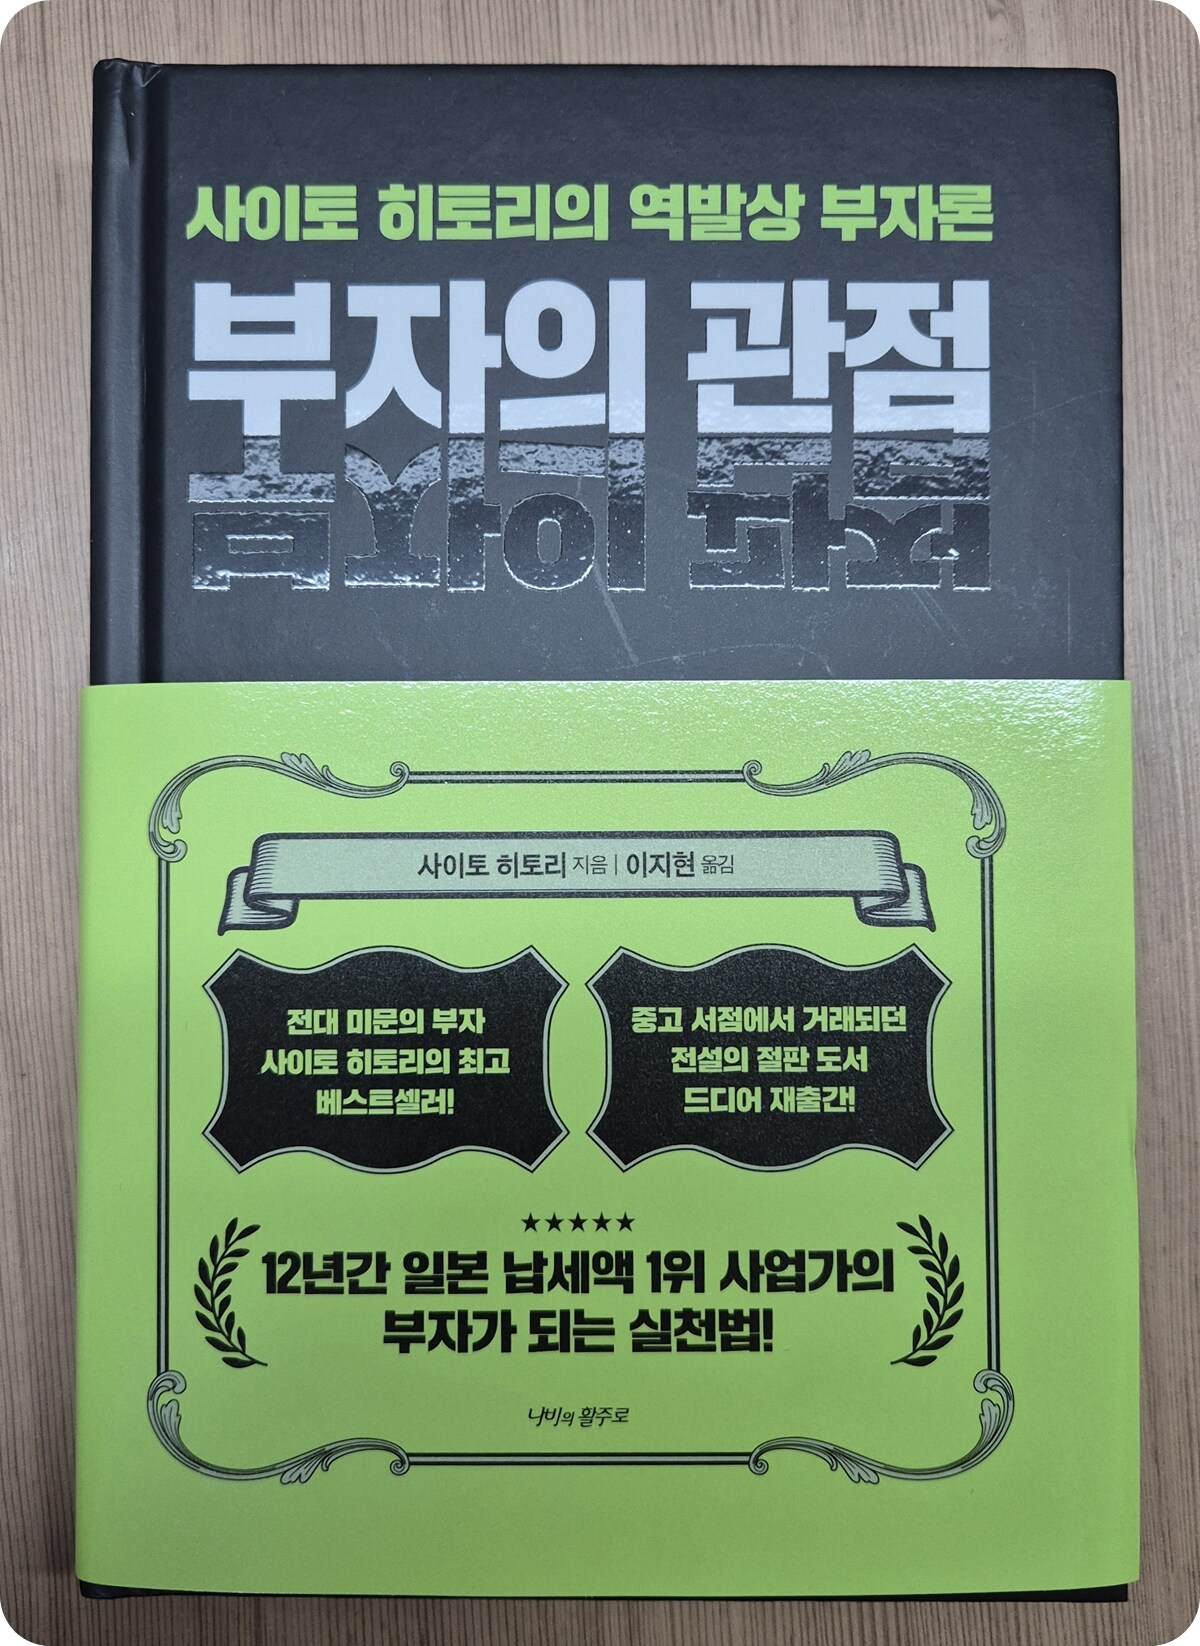 사이토 히토리의 역발상 부자론
부자의 관점
사이토 히토리 지음 | 이지현 옮김
전대 미문의 부자
사이토 히토리의 최고
베스트셀러!
중고 서점에서 거래되던
전설의 절판 도서
드디어 재출간!
★★★★★
12년간 일본 납세액 1위 사업가의
부자가 되는 실천법!
나비의 활주로